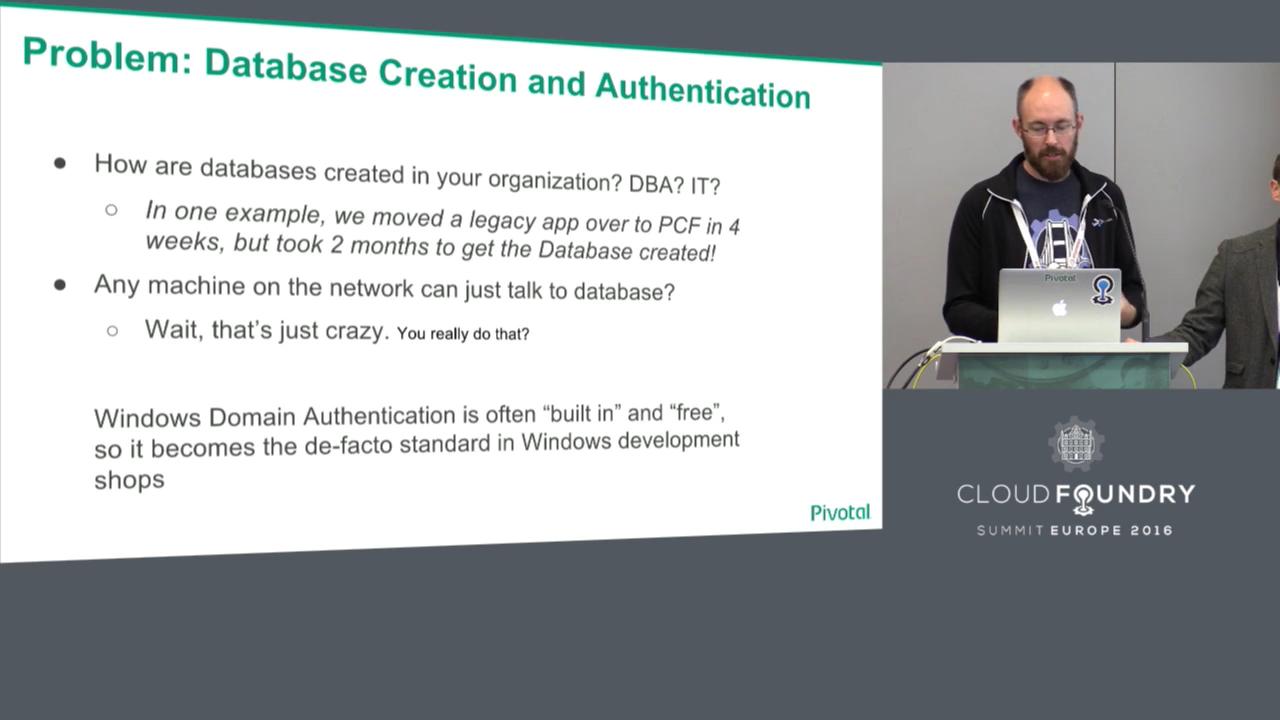 Problem: Database Creation and Authentication
● How are databases created in your organization? DBA? IT?
○ In one example, we moved a legacy app over to PCF in 4
weeks, but took 2 months to get the Database created!
● Any machine on the network can just talk to database?
○ Wait, that’s just crazy. You really do that?
Windows Domain Authentication is often “built in” and “free”,
so it becomes the de-facto standard in Windows development
shops
Pivotal
Pivotal
CLOUD FOUNDRY
SUMMIT EUROPE 2016